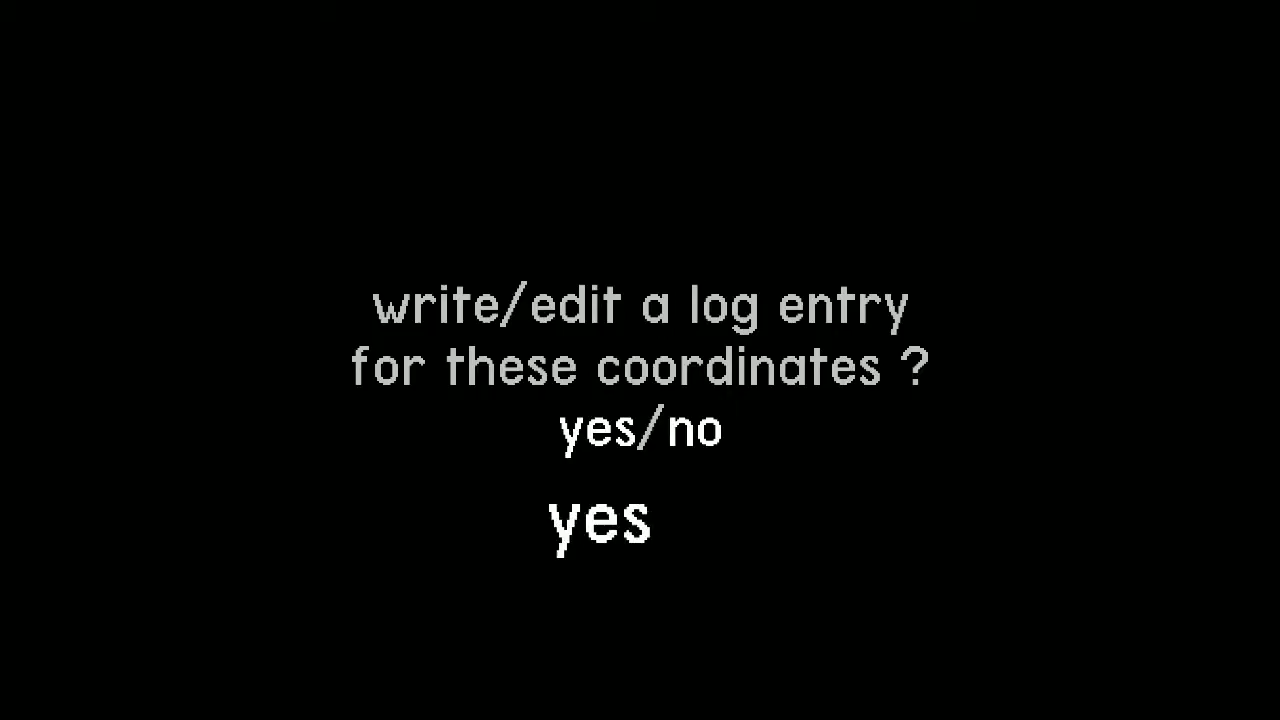 write/edit a log entry
for these coordinates ?
yes/no
yes